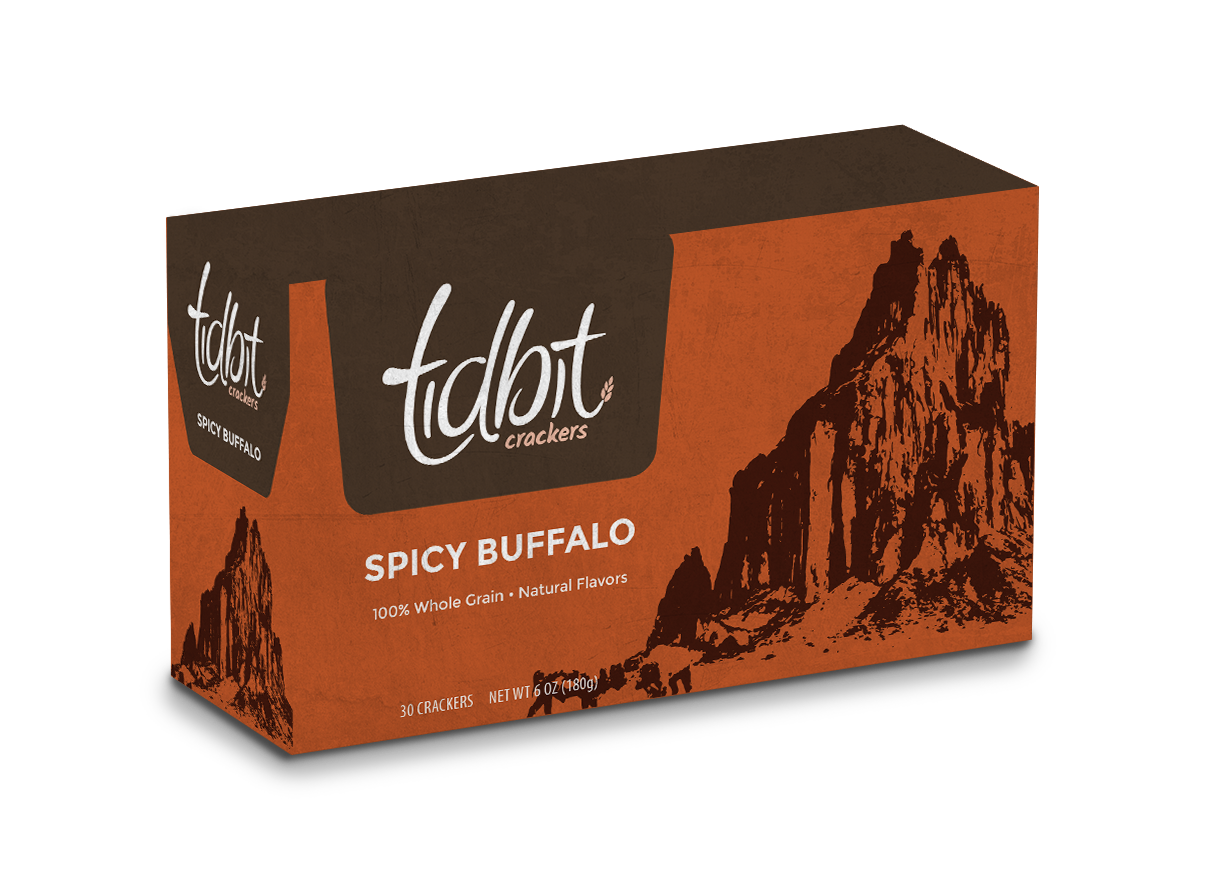 tidbit
crackers
SPICY BUFFALO
tidbit
crackers
SPICY BUFFALO
100% Whole Grain • Natural Flavors
30 CRACKERS NET WT 6 OZ (180g)